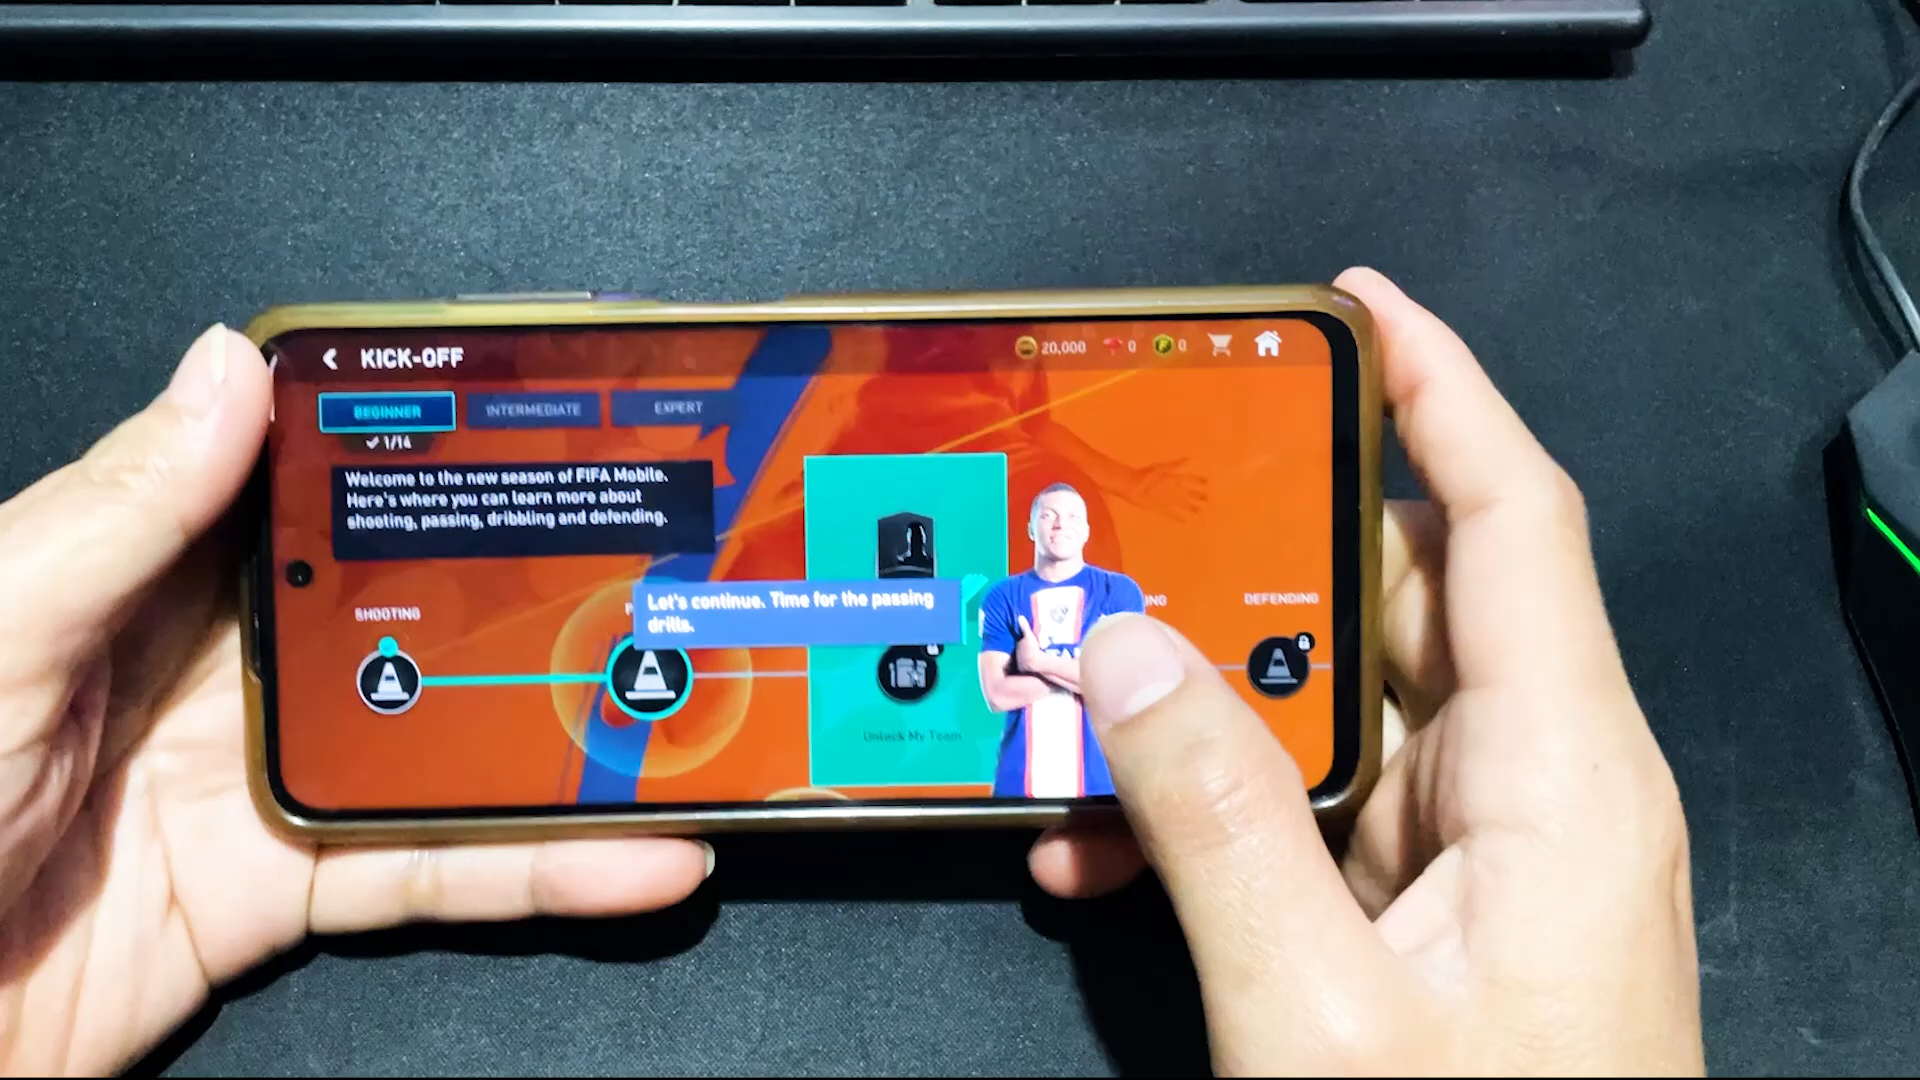 KICK-OFF
20,000
0
0
BEGINNER
INTERMEDIATE
EXPERT
1/14
Welcome to the new season of FIFA Mobile.
Here's where you can learn more about
shooting, passing, dribbling and defending.
SHOOTING
Let's continue. Time for the passing
drills.
DEFENDING
Unlock My Team